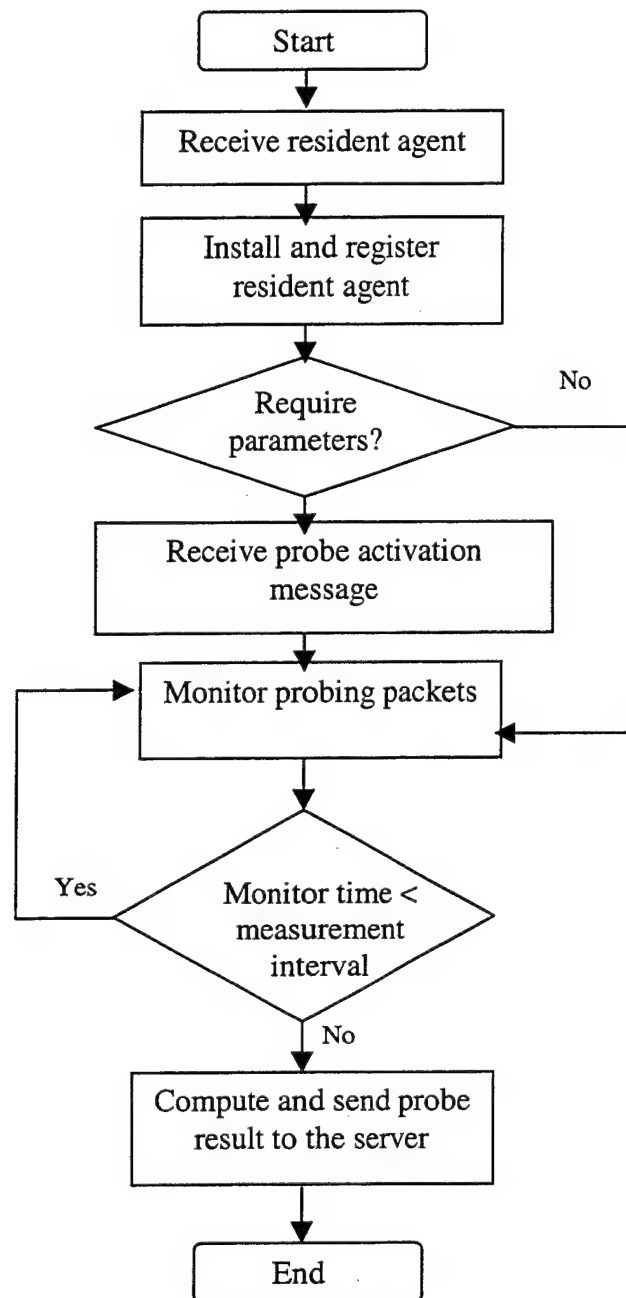 Start
Receive resident agent
Install and register
resident agent
No
Require
parameters?
Receive probe activation
message
Monitor probing packets
Yes
Monitor time <
measurement
interval
No
Compute and send probe
result to the server
End